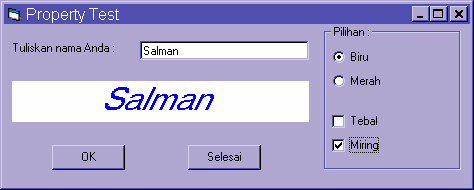 Property Test
Tuliskan nama Anda :
Salman
Salman
OK
Selesai
Pilihan :
Biru
Merah
Tebal
Miring